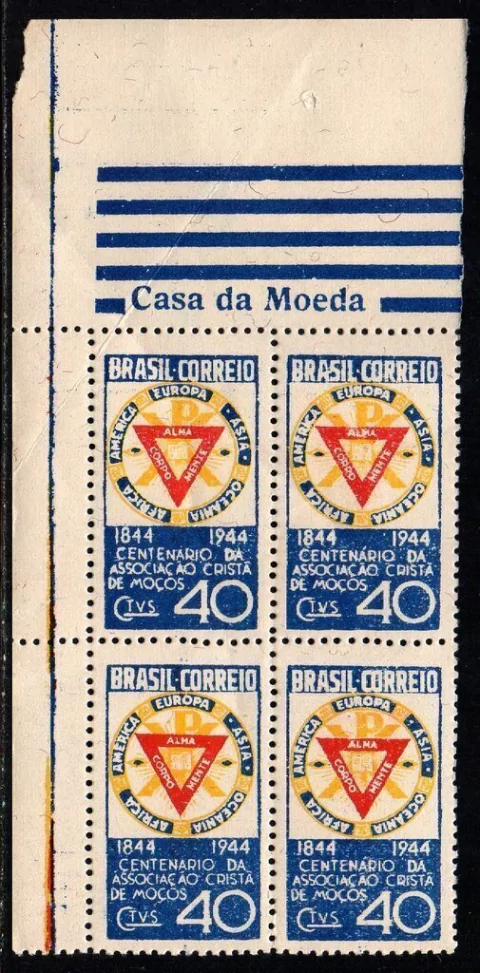 Casa da Moeda
BRASIL·CORREIO
AMERICA · EUROPA · ASIA · OCEANIA AFRICA
ALMA
CORPO MENTE
1844 1944
CENTENÁRIO DA
ASSOCIAÇÃO CRISTÃ
DE MOÇOS
CTVS 40
BRASIL·CORREIO
AMERICA · EUROPA · ASIA · OCEANIA AFRICA
ALMA
CORPO MENTE
1844 1944
CENTENÁRIO DA
ASSOCIAÇÃO CRISTÃ
DE MOÇOS
CTVS 40
BRASIL·CORREIO
AMERICA · EUROPA · ASIA · OCEANIA AFRICA
ALMA
CORPO MENTE
1844 1944
CENTENÁRIO DA
ASSOCIAÇÃO CRISTÃ
DE MOÇOS
CTVS 40
BRASIL·CORREIO
AMERICA · EUROPA · ASIA · OCEANIA AFRICA
ALMA
CORPO MENTE
1844 1944
CENTENÁRIO DA
ASSOCIAÇÃO CRISTÃ
DE MOÇOS
CTVS 40